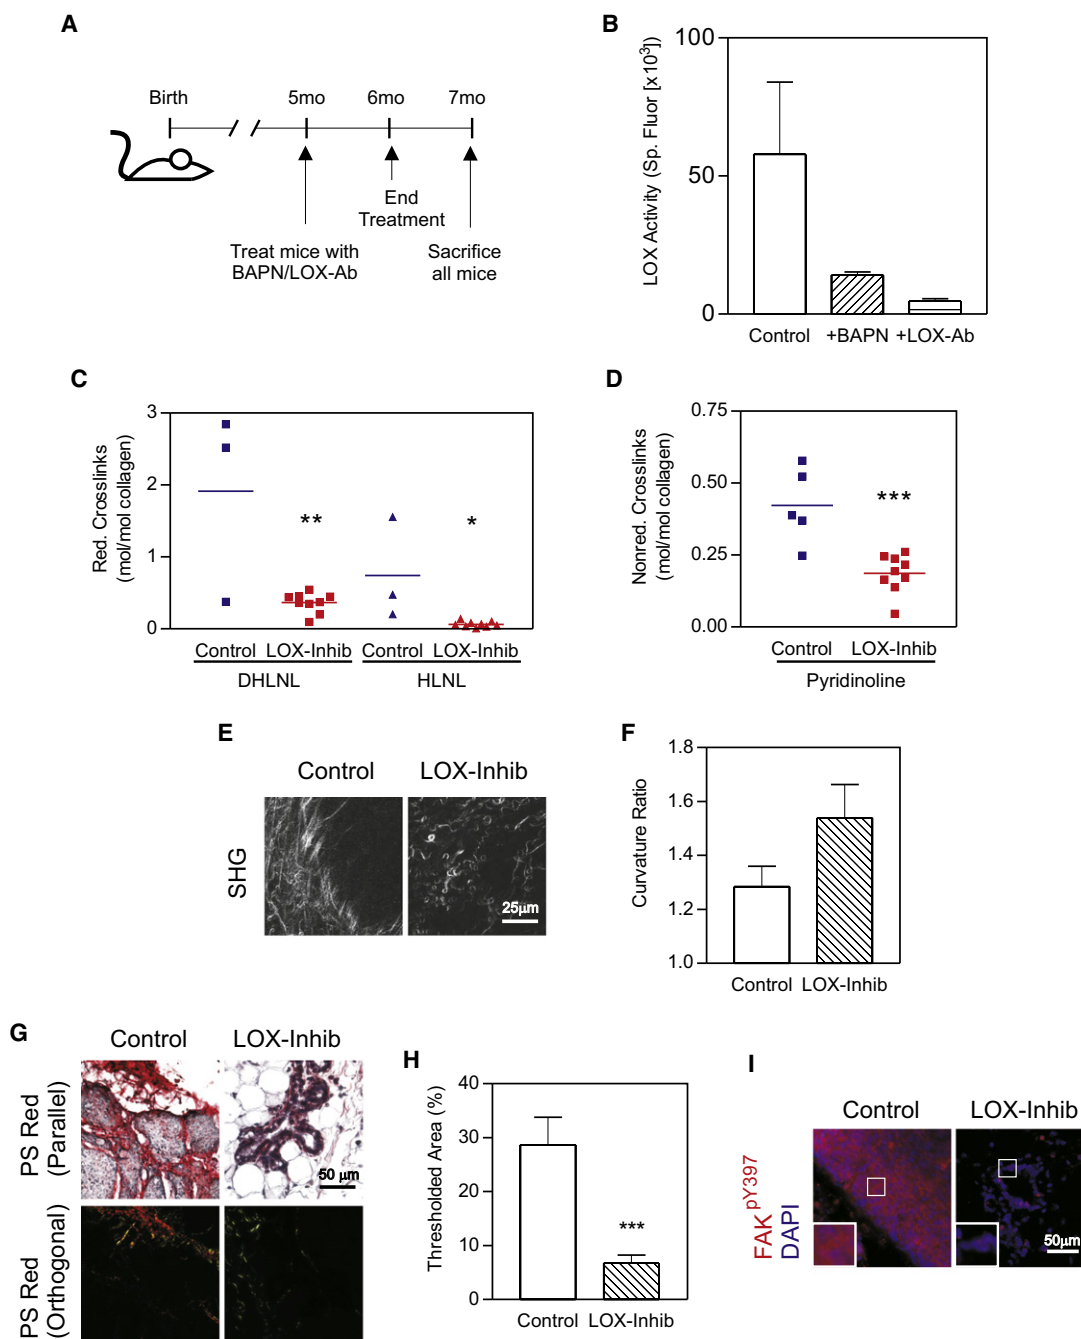 A
Birth
5mo
6mo
7mo
End
Treatment
Treat mice with
BAPN/LOX-Ab
Sacrifice
all mice
B
LOX Activity (Sp. Fluor [x10³])
100
50
0
Control
+BAPN
+LOX-Ab
C
Red. Crosslinks
(mol/mol collagen)
3
2
1
0
**
*
Control
LOX-Inhib
Control
LOX-Inhib
DHLNL
HLNL
D
Nonred. Crosslinks
(mol/mol collagen)
0.75
0.50
0.25
0.00
***
Control
LOX-Inhib
Pyridinoline
E
Control
LOX-Inhib
SHG
25µm
F
Curvature Ratio
1.8
1.6
1.4
1.2
1.0
Control
LOX-Inhib
G
Control
LOX-Inhib
PS Red
(Parallel)
50 µm
PS Red
(Orthogonal)
H
Thresholded Area (%)
40
30
20
10
0
***
Control
LOX-Inhib
I
Control
LOX-Inhib
FAK pY397
DAPI
50µm